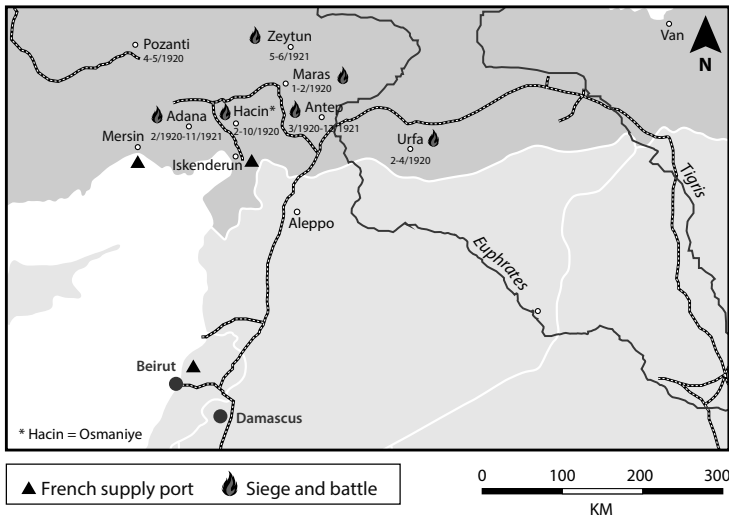 Zeytun
5-6/1921
Van
Pozanti
4-5/1920
N
Maras
1-2/1920
Hacin*
2-10/1920
Antep
3/1920-12/1921
Adana
2/1920-11/1921
Mersin
Urfa
2-4/1920
Iskenderun
Tigris
Aleppo
Euphrates
Beirut
Damascus
* Hacin = Osmaniye
French supply port
Siege and battle
0 100 200 300
KM